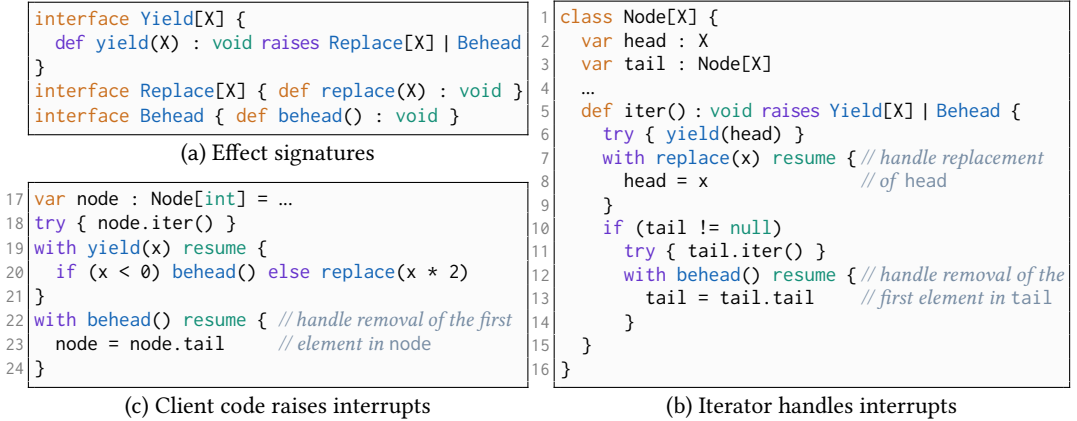 interface Yield[X] {
def yield(X) : void raises Replace[X] | Behead
}
interface Replace[X] { def replace(X) : void }
interface Behead { def behead() : void }
(a) Effect signatures
17 var node : Node[int] = …
18 try { node.iter() }
19 with yield(x) resume {
20 if (x < 0) behead() else replace(x * 2)
21 }
22 with behead() resume { // handle removal of the first
23 node = node.tail // element in node
24 }
(c) Client code raises interrupts
1 class Node[X] {
2 var head : X
3 var tail : Node[X]
4 …
5 def iter() : void raises Yield[X] | Behead {
6 try { yield(head) }
7 with replace(x) resume { // handle replacement
8 head = x // of head
9 }
10 if (tail != null)
11 try { tail.iter() }
12 with behead() resume { // handle removal of the
13 tail = tail.tail // first element in tail
14 }
15 }
16 }
(b) Iterator handles interrupts